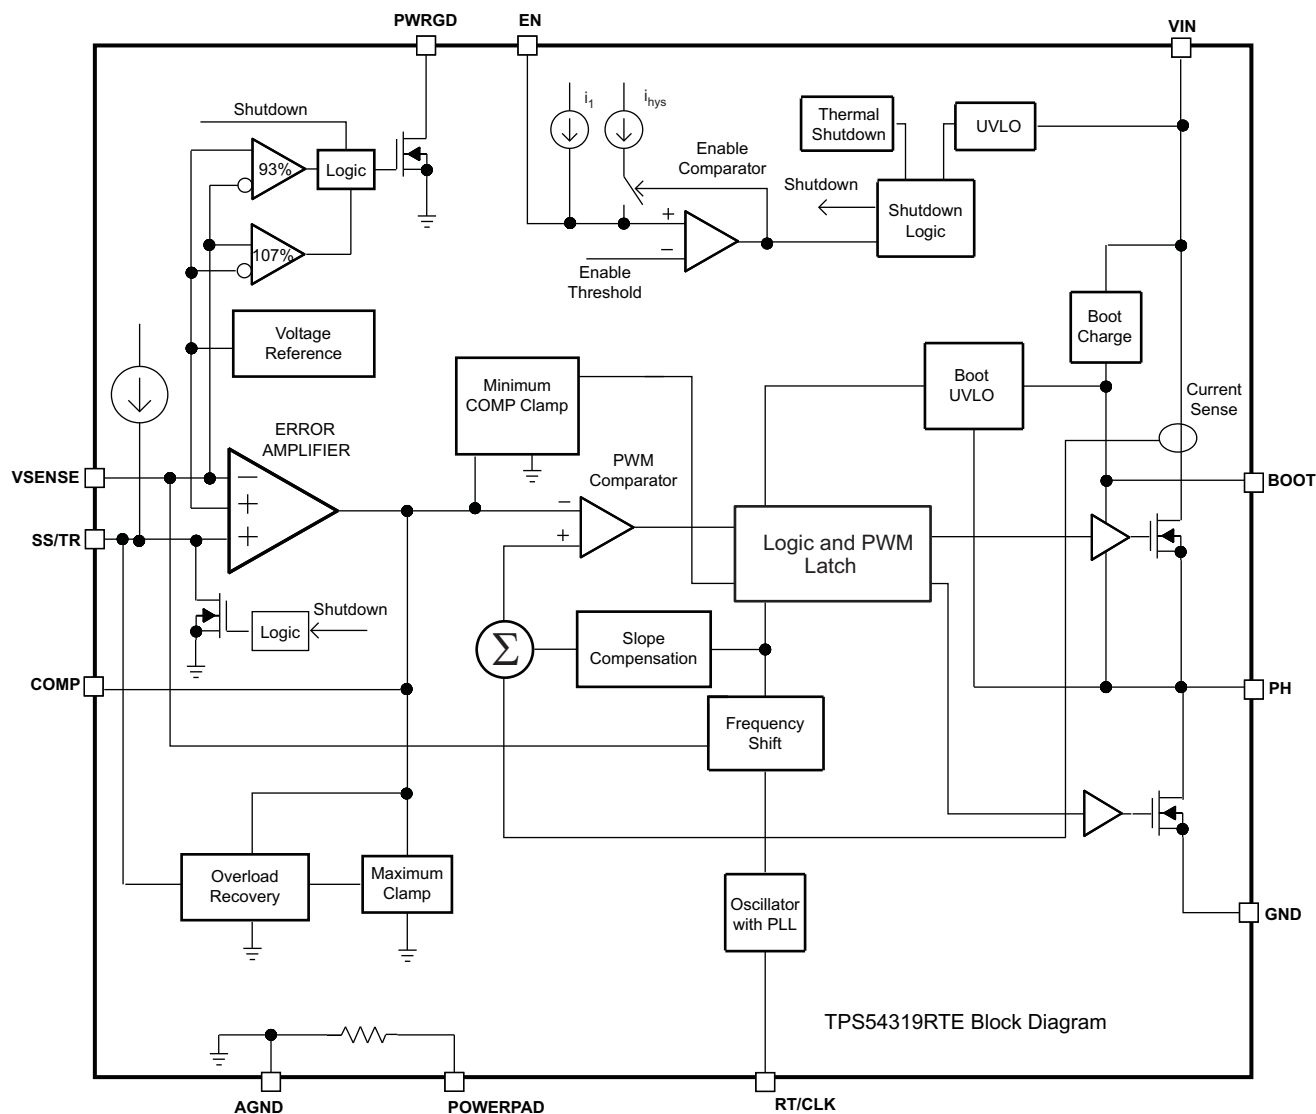 PWRGD
EN
VIN
i1
ihys
Shutdown
Thermal
Shutdown
UVLO
93%
Logic
Enable
Comparator
Shutdown
+
Shutdown
Logic
107%
−
Enable
Threshold
Voltage
Reference
Boot
Charge
Minimum
COMP Clamp
Boot
UVLO
Current
Sense
ERROR
AMPLIFIER
PWM
Comparator
VSENSE
−
+
+
SS/TR
−
+
Logic and PWM
Latch
BOOT
Shutdown
Logic
Σ
Slope
Compensation
COMP
PH
Frequency
Shift
Overload
Recovery
Maximum
Clamp
Oscillator
with PLL
GND
TPS54319RTE Block Diagram
AGND
POWERPAD
RT/CLK